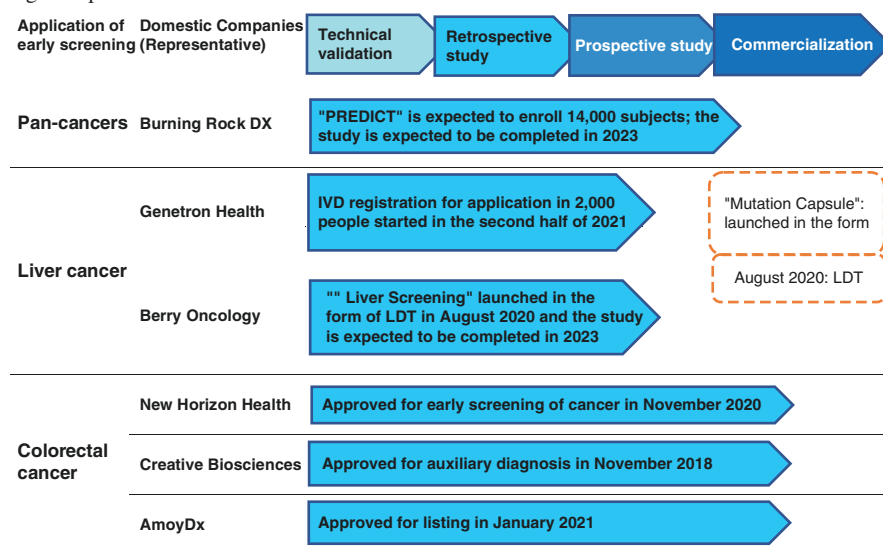 Application of
early screening
Domestic Companies
(Representative)
Technical
validation
Retrospective
study
Prospective study
Commercialization
Pan-cancers
Burning Rock DX
"PREDICT" is expected to enroll 14,000 subjects; the
study is expected to be completed in 2023
Liver cancer
Genetron Health
IVD registration for application in 2,000
people started in the second half of 2021
"Mutation Capsule":
launched in the form
August 2020: LDT
Berry Oncology
"" Liver Screening" launched in the
form of LDT in August 2020 and the study
is expected to be completed in 2023
Colorectal
cancer
New Horizon Health
Approved for early screening of cancer in November 2020
Creative Biosciences
Approved for auxiliary diagnosis in November 2018
AmoyDx
Approved for listing in January 2021